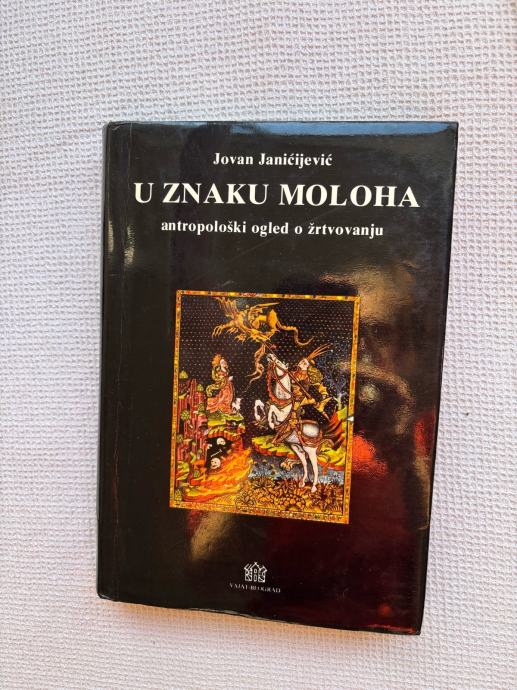 Jovan Janićijević
U ZNAKU MOLOHA
antropološki ogled o žrtvovanju
VAJAT-BEOGRAD